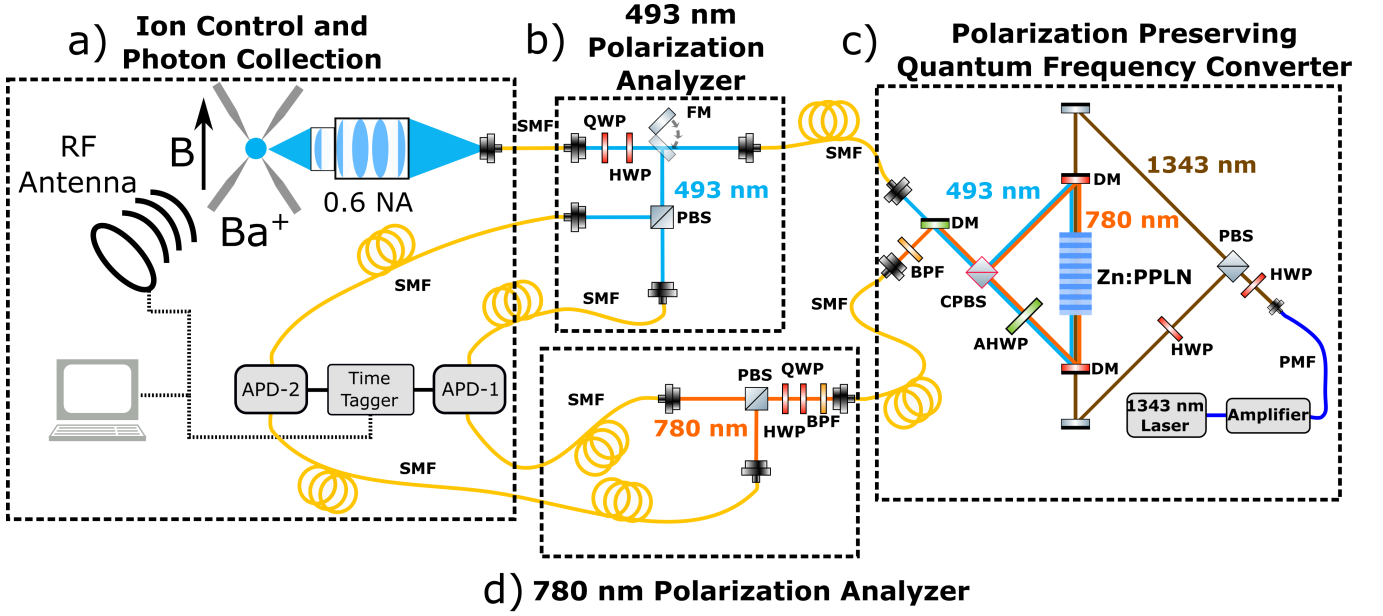 a)
Ion Control and
Photon Collection
RF
Antenna
B
Ba+
0.6 NA
SMF
SMF
SMF
APD-2
Time
Tagger
APD-1
SMF
b)
493 nm
Polarization
Analyzer
QWP
HWP
FM
493 nm
PBS
SMF
c)
Polarization Preserving
Quantum Frequency Converter
DM
BPF
CPBS
AHWP
493 nm
DM
780 nm
1343 nm
Zn:PPLN
DM
PBS
HWP
HWP
PMF
1343 nm
Laser
Amplifier
SMF
SMF
780 nm
PBS
QWP
HWP
BPF
d)
780 nm Polarization Analyzer